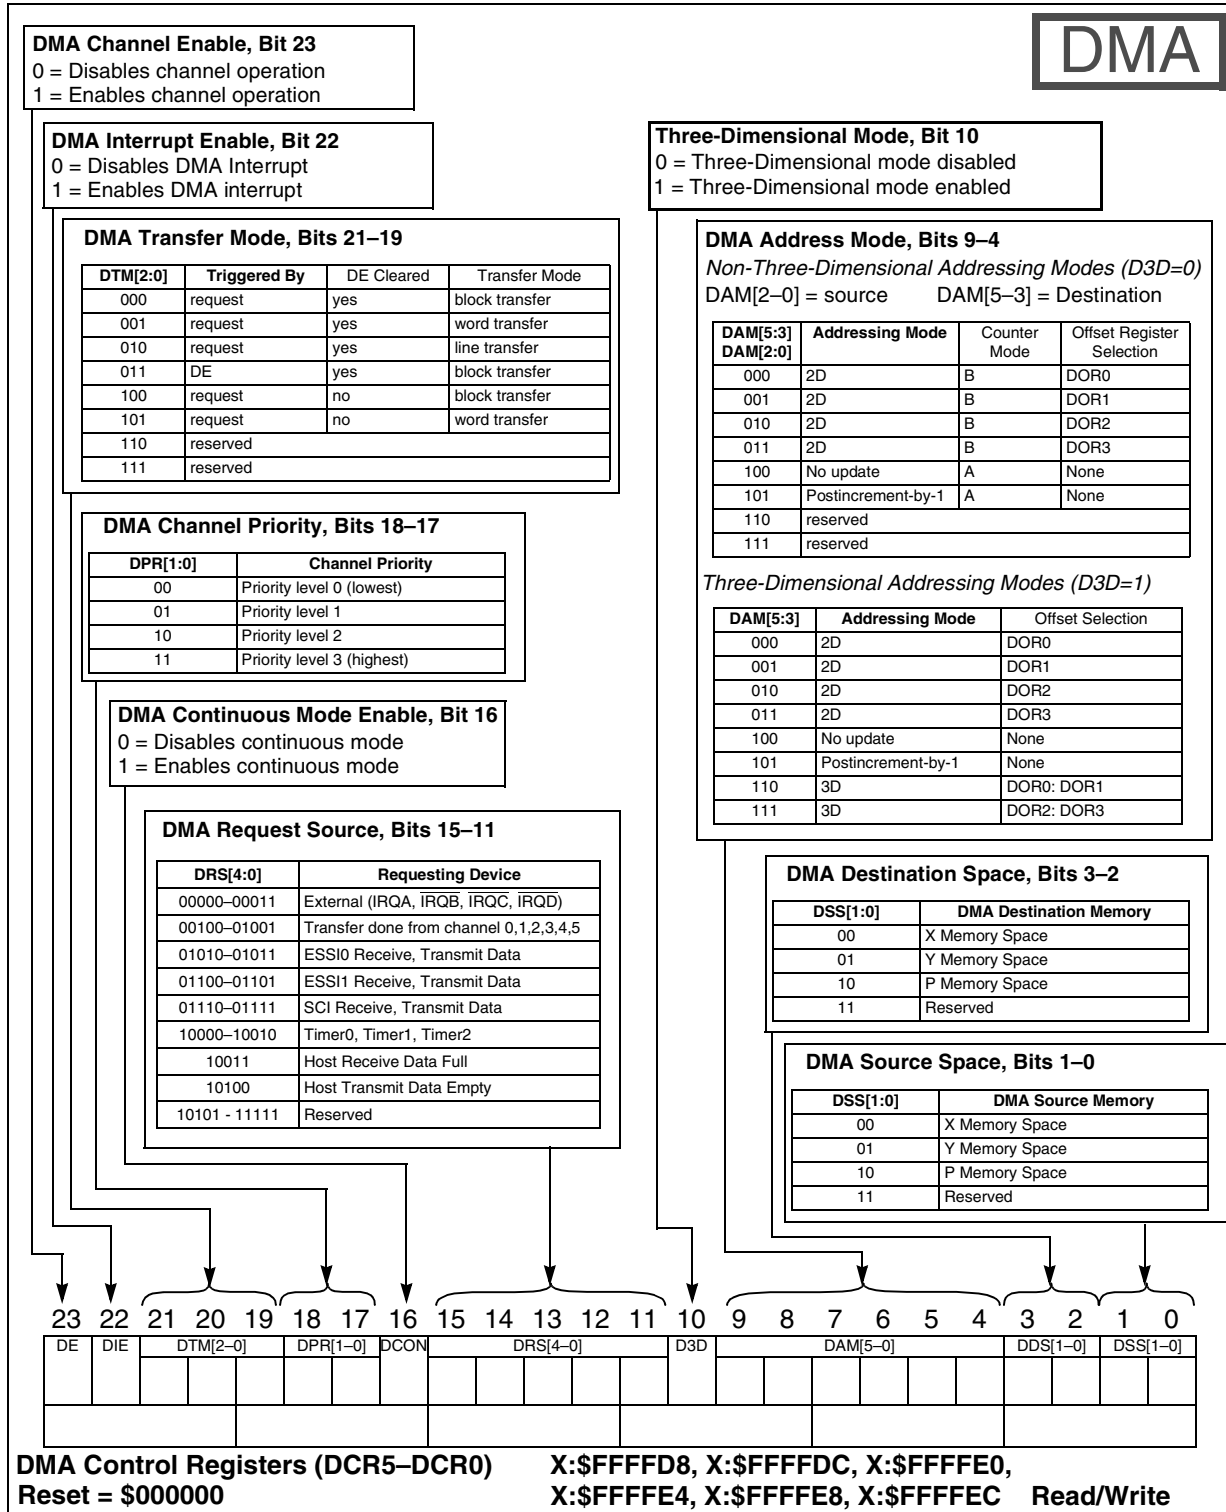 DMA
DMA Channel Enable, Bit 23
0 = Disables channel operation
1 = Enables channel operation
DMA Interrupt Enable, Bit 22
0 = Disables DMA Interrupt
1 = Enables DMA interrupt
DMA Transfer Mode, Bits 21–19
DTM[2:0] Triggered By DE Cleared Transfer Mode
000 request yes block transfer
001 request yes word transfer
010 request yes line transfer
011 DE yes block transfer
100 request no block transfer
101 request no word transfer
110 reserved
111 reserved
DMA Channel Priority, Bits 18–17
DPR[1:0] Channel Priority
00 Priority level 0 (lowest)
01 Priority level 1
10 Priority level 2
11 Priority level 3 (highest)
DMA Continuous Mode Enable, Bit 16
0 = Disables continuous mode
1 = Enables continuous mode
DMA Request Source, Bits 15–11
DRS[4:0] Requesting Device
00000–00011 External (IRQA, IRQB, IRQC, IRQD)
00100–01001 Transfer done from channel 0,1,2,3,4,5
01010–01011 ESSI0 Receive, Transmit Data
01100–01101 ESSI1 Receive, Transmit Data
01110–01111 SCI Receive, Transmit Data
10000–10010 Timer0, Timer1, Timer2
10011 Host Receive Data Full
10100 Host Transmit Data Empty
10101 - 11111 Reserved
Three-Dimensional Mode, Bit 10
0 = Three-Dimensional mode disabled
1 = Three-Dimensional mode enabled
DMA Address Mode, Bits 9–4
Non-Three-Dimensional Addressing Modes (D3D=0)
DAM[2–0] = source DAM[5–3] = Destination
DAM[5:3] Addressing Mode Counter Offset Register
DAM[2:0] Mode Selection
000 2D B DOR0
001 2D B DOR1
010 2D B DOR2
011 2D B DOR3
100 No update A None
101 Postincrement-by-1 A None
110 reserved
111 reserved
Three-Dimensional Addressing Modes (D3D=1)
DAM[5:3] Addressing Mode Offset Selection
000 2D DOR0
001 2D DOR1
010 2D DOR2
011 2D DOR3
100 No update None
101 Postincrement-by-1 None
110 3D DOR0: DOR1
111 3D DOR2: DOR3
DMA Destination Space, Bits 3–2
DSS[1:0] DMA Destination Memory
00 X Memory Space
01 Y Memory Space
10 P Memory Space
11 Reserved
DMA Source Space, Bits 1–0
DSS[1:0] DMA Source Memory
00 X Memory Space
01 Y Memory Space
10 P Memory Space
11 Reserved
23 22 21 20 19 18 17 16 15 14 13 12 11 10 9 8 7 6 5 4 3 2 1 0
DE DIE DTM[2–0] DPR[1–0] DCON DRS[4–0] D3D DAM[5–0] DDS[1–0] DSS[1–0]
DMA Control Registers (DCR5–DCR0) X:$FFFFD8, X:$FFFFDC, X:$FFFFE0,
Reset = $000000 X:$FFFFE4, X:$FFFFE8, X:$FFFFEC Read/Write